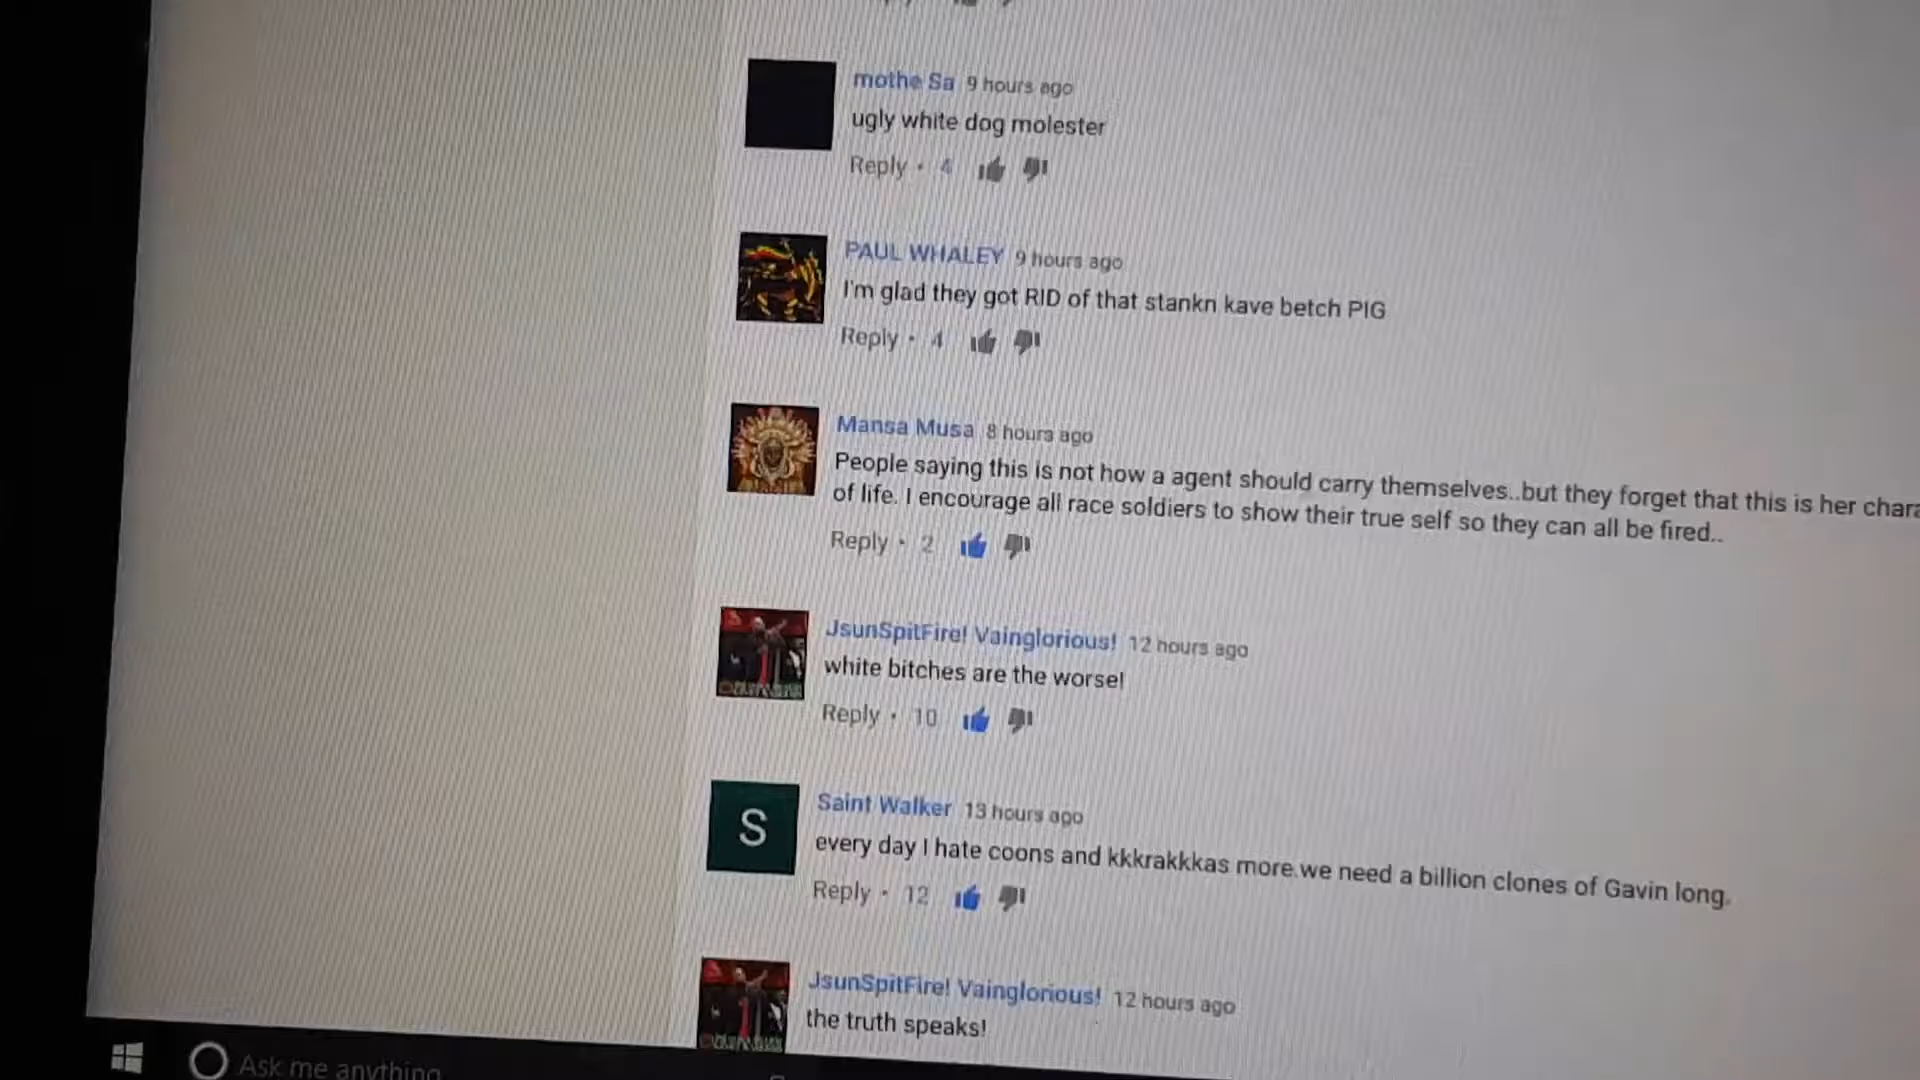 mothe Sa 9 hours ago
ugly white dog molester
Reply · 4
PAUL WHALEY 9 hours ago
I'm glad they got RID of that stankn kave betch PIG
Reply · 4
Mansa Musa 8 hours ago
People saying this is not how a agent should carry themselves..but they forget that this is her chara
of life. I encourage all race soldiers to show their true self so they can all be fired..
Reply · 2
JsunSpitFire! Vainglorious! 12 hours ago
white bitches are the worse!
Reply · 10
S
Saint Walker 13 hours ago
every day I hate coons and kkkrakkkas more.we need a billion clones of Gavin long.
Reply · 12
JsunSpitFire! Vainglorious! 12 hours ago
the truth speaks!
Ask me anything